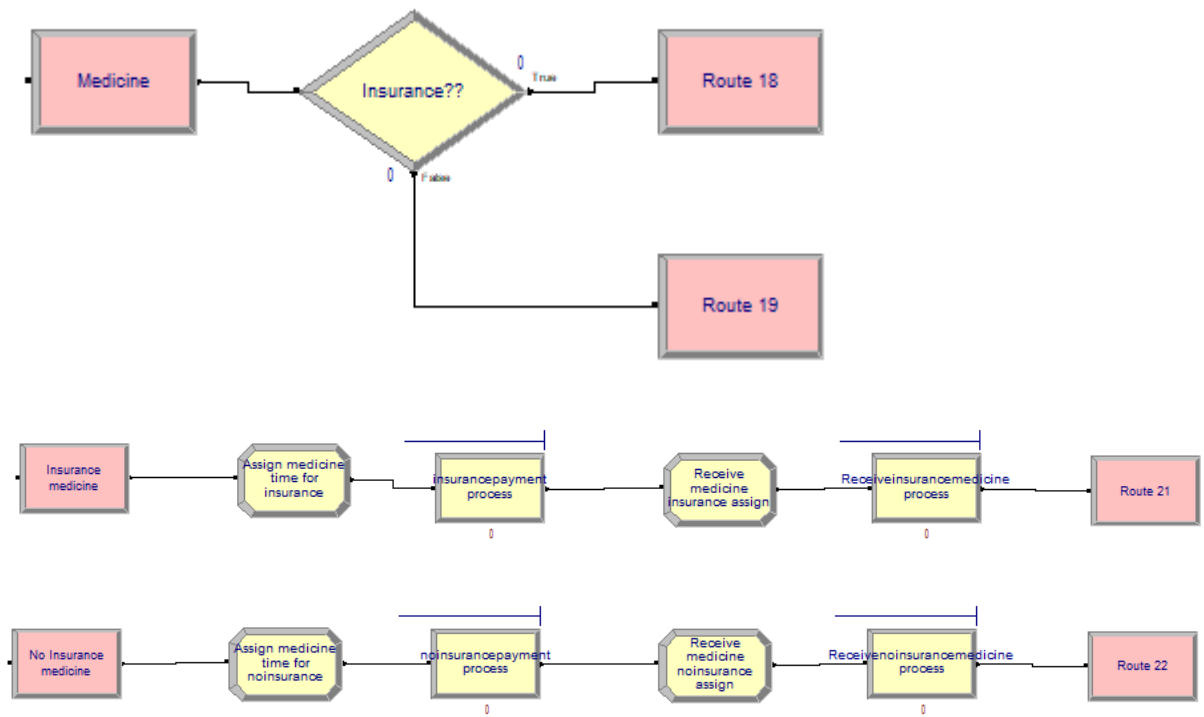 Medicine
Insurance??
0
True
Route 18
0
False
Route 19
Insurance
medicine
Assign medicine
time for
insurance
insurancepayment
process
0
Receive
medicine
insurance assign
Receiveinsurancemedicine
process
0
Route 21
No Insurance
medicine
Assign medicine
time for
noinsurance
noinsurancepayment
process
0
Receive
medicine
noinsurance
assign
Receivenoinsurancemedicine
process
0
Route 22